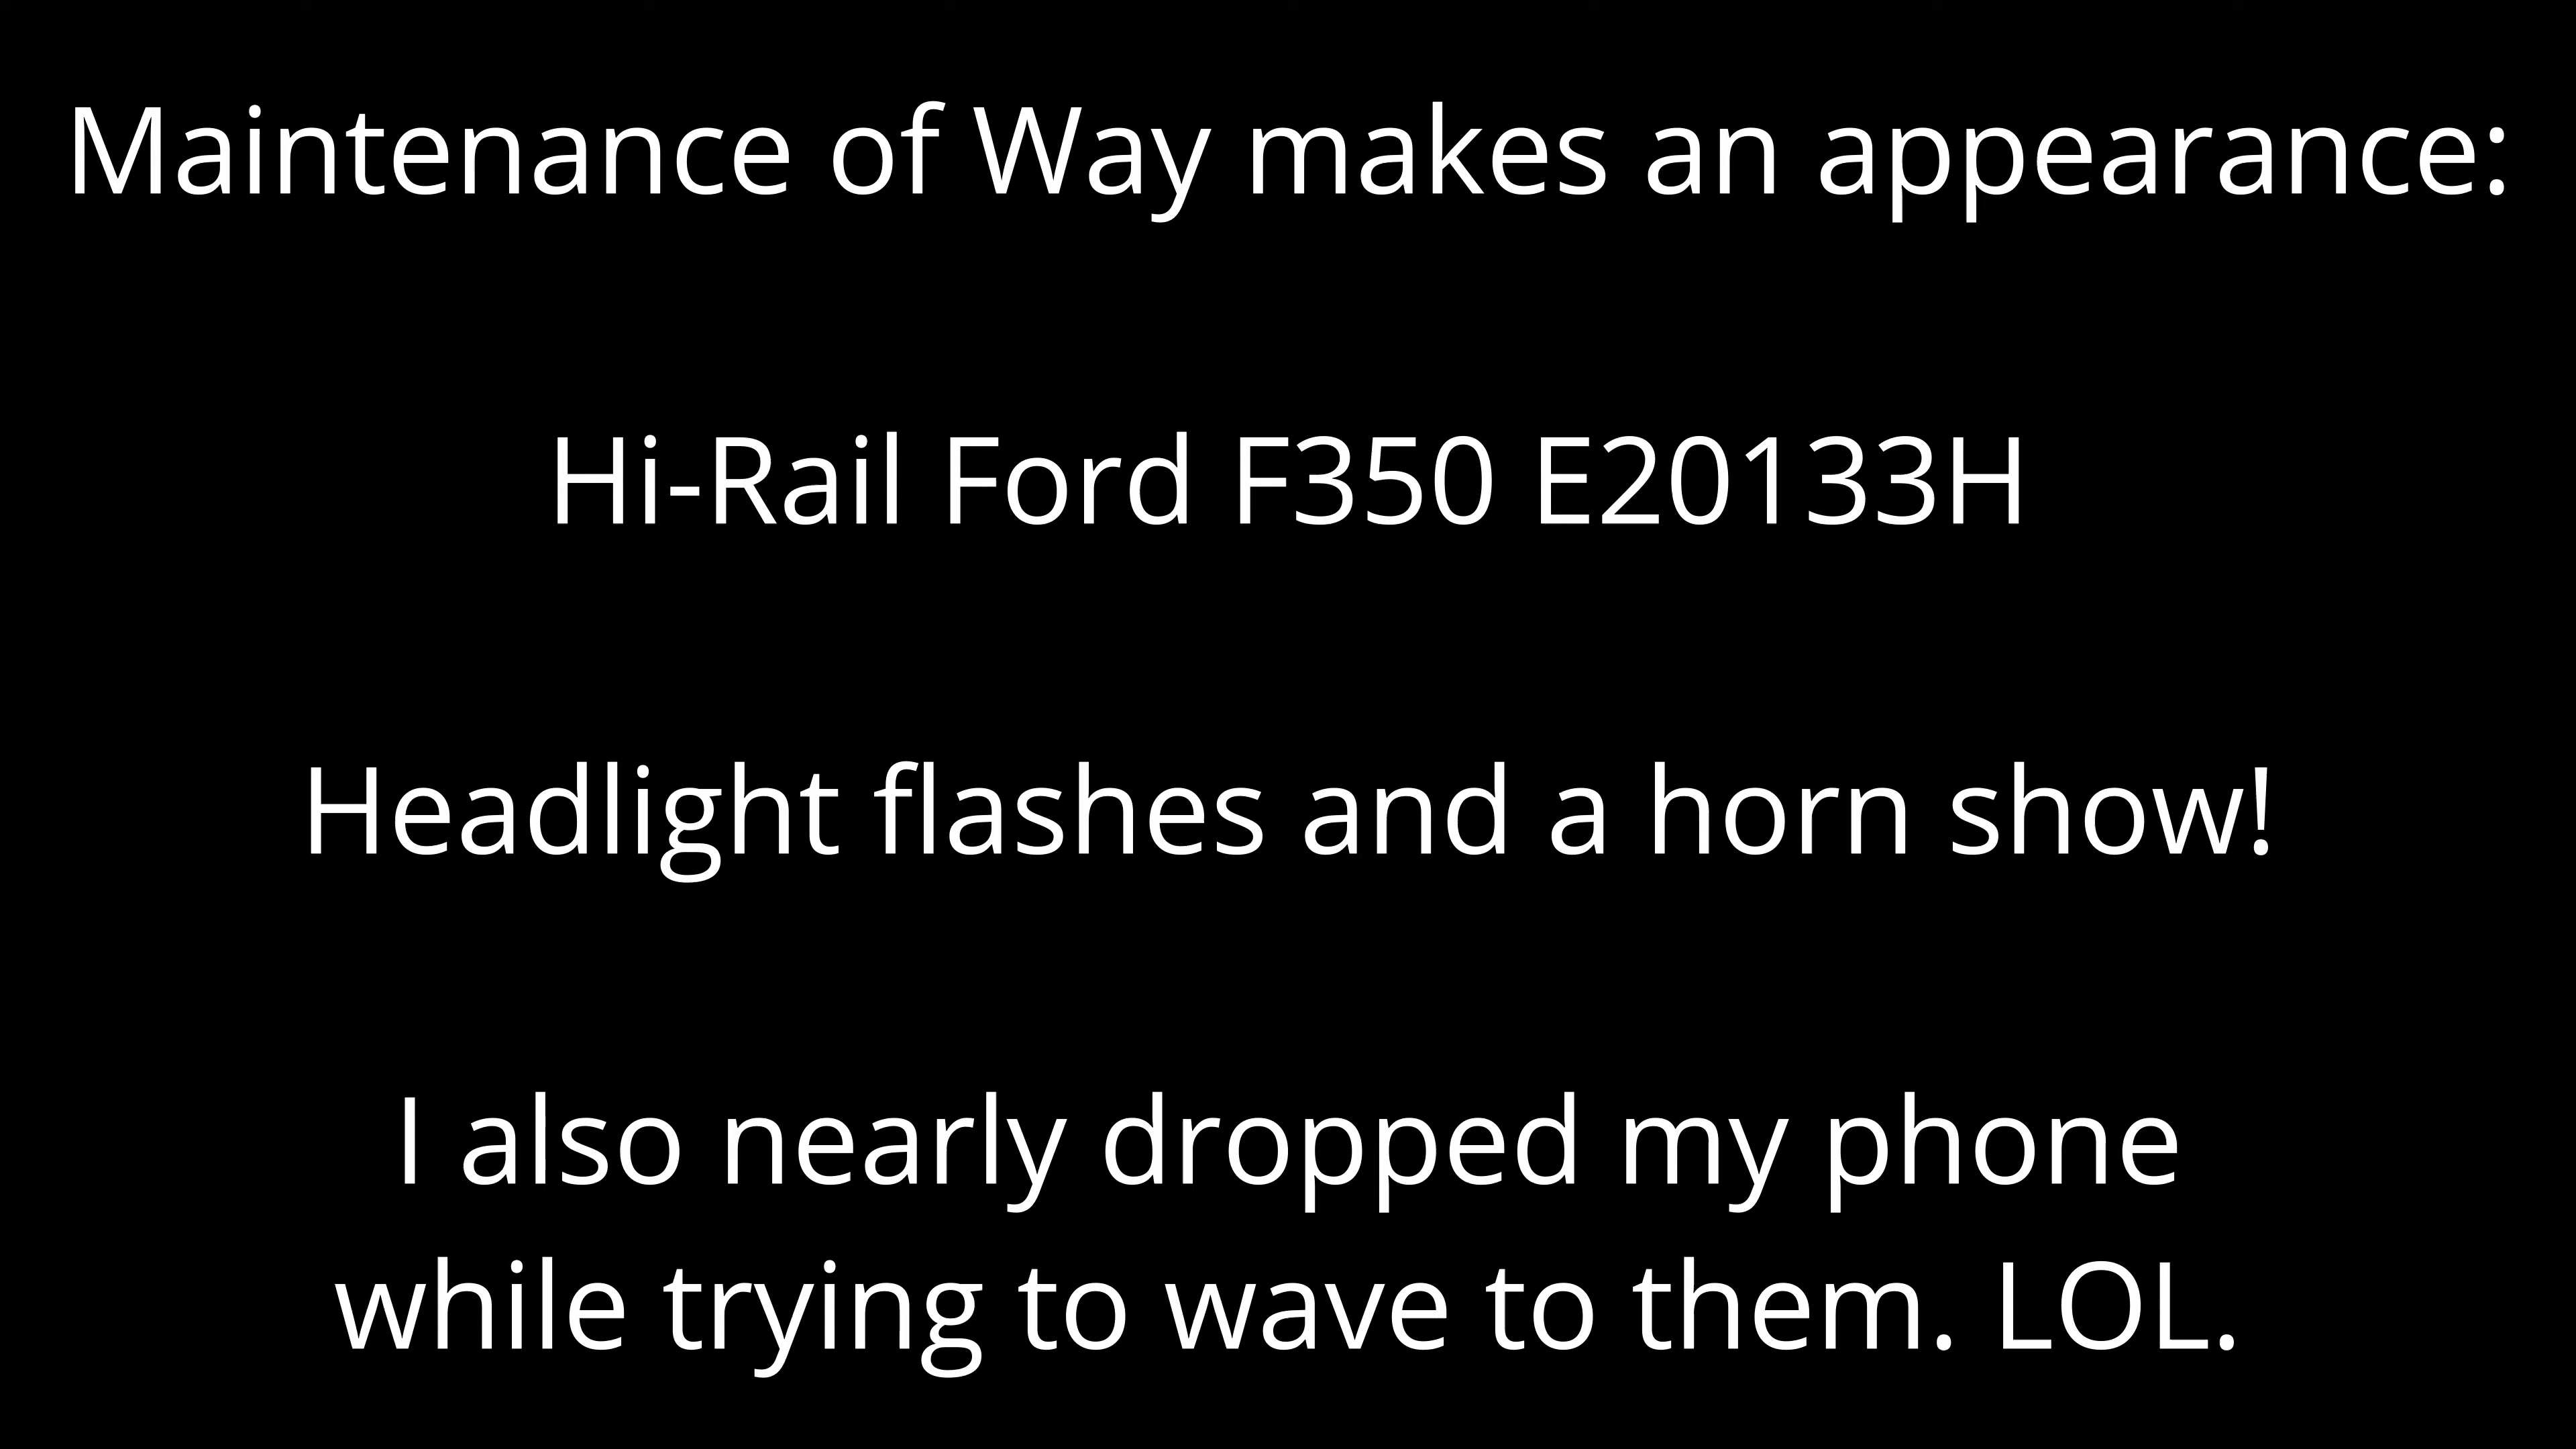 Maintenance of Way makes an appearance:
Hi-Rail Ford F350 E20133H
Headlight flashes and a horn show!
I also nearly dropped my phone
while trying to wave to them. LOL.